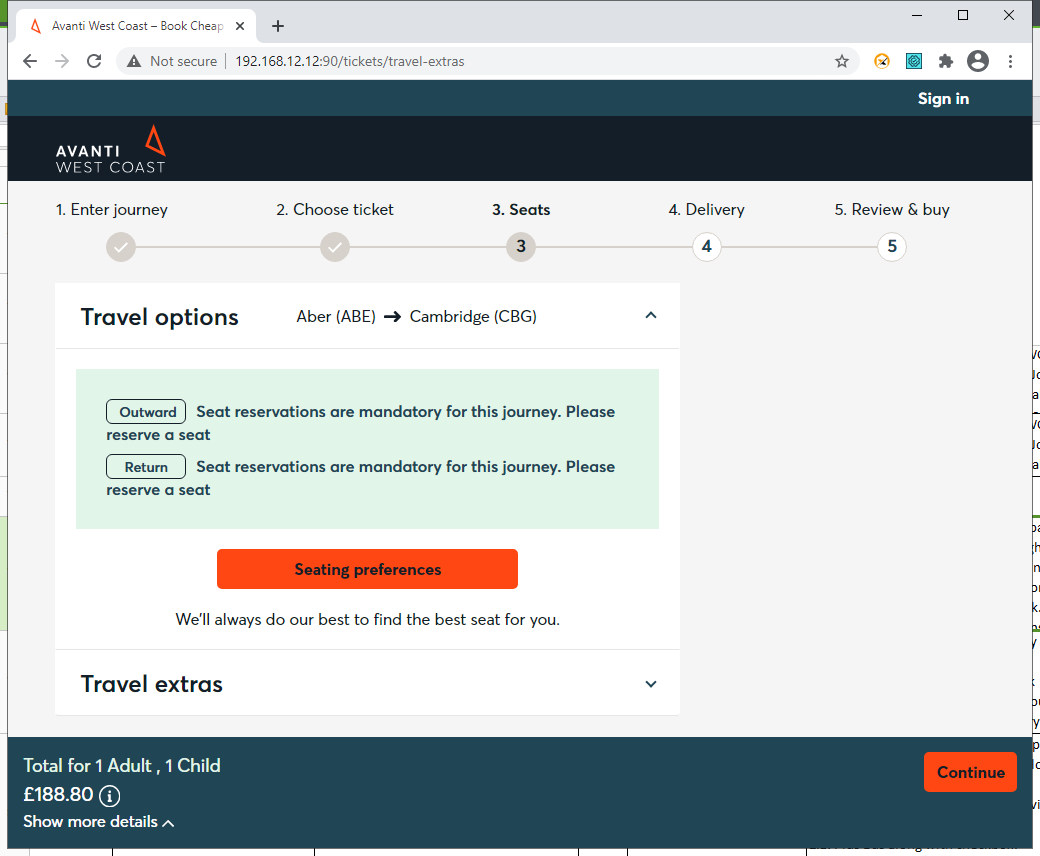 Avanti West Coast – Book Cheap
Not secure
192.168.12.12:90/tickets/travel-extras
Sign in
AVANTI
WEST COAST
1. Enter journey
2. Choose ticket
3. Seats
4. Delivery
5. Review & buy
3
4
5
Travel options
Aber (ABE) → Cambridge (CBG)
Outward Seat reservations are mandatory for this journey. Please
reserve a seat
Return Seat reservations are mandatory for this journey. Please
reserve a seat
Seating preferences
We'll always do our best to find the best seat for you.
Travel extras
Total for 1 Adult , 1 Child
£188.80
Show more details
Continue